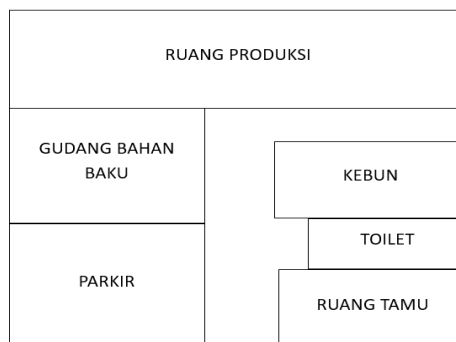 RUANG PRODUKSI
GUDANG BAHAN
BAKU
KEBUN
TOILET
PARKIR
RUANG TAMU